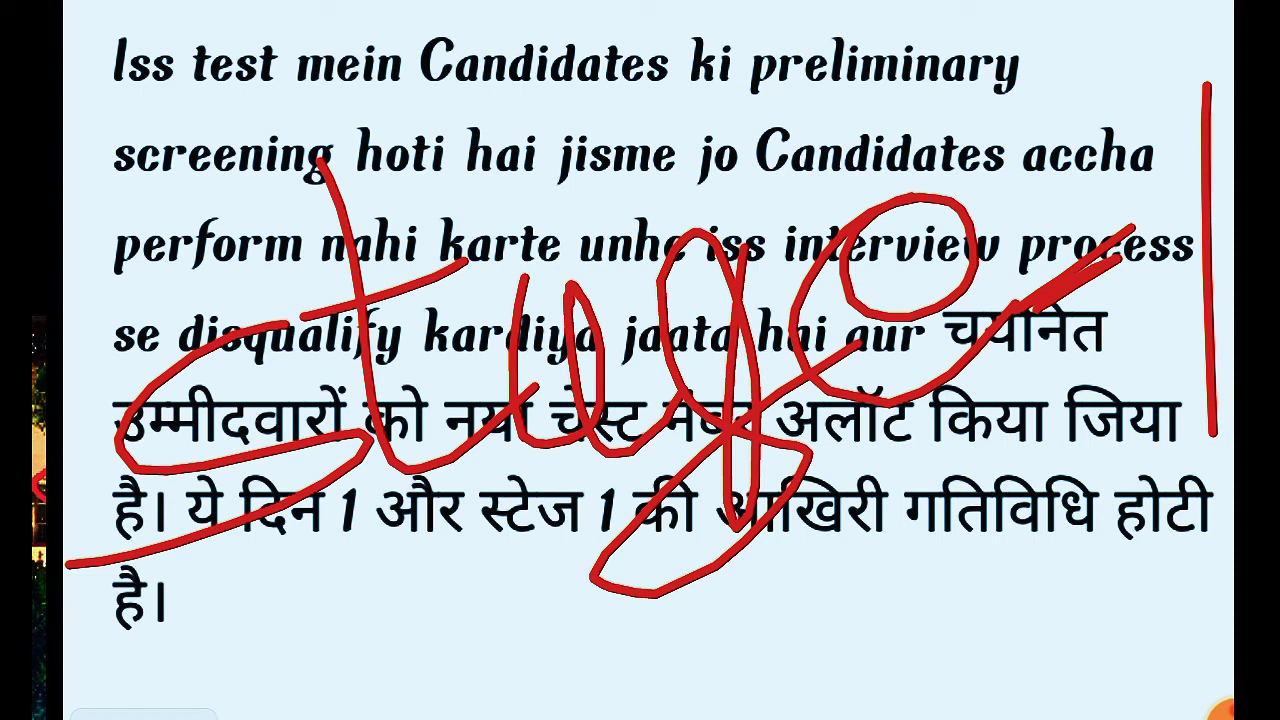 Iss test mein Candidates ki preliminary
screening hoti hai jisme jo Candidates accha
perform nahi karte unhe iss interview process
se disqualify kardiya jaata hai aur चयनित
उम्मीदवारों को नया चेस्ट नंबर अलॉट किया जिया
है। ये दिन 1 और स्टेज 1 की आखिरी गतिविधि होटी
है।
stage-1